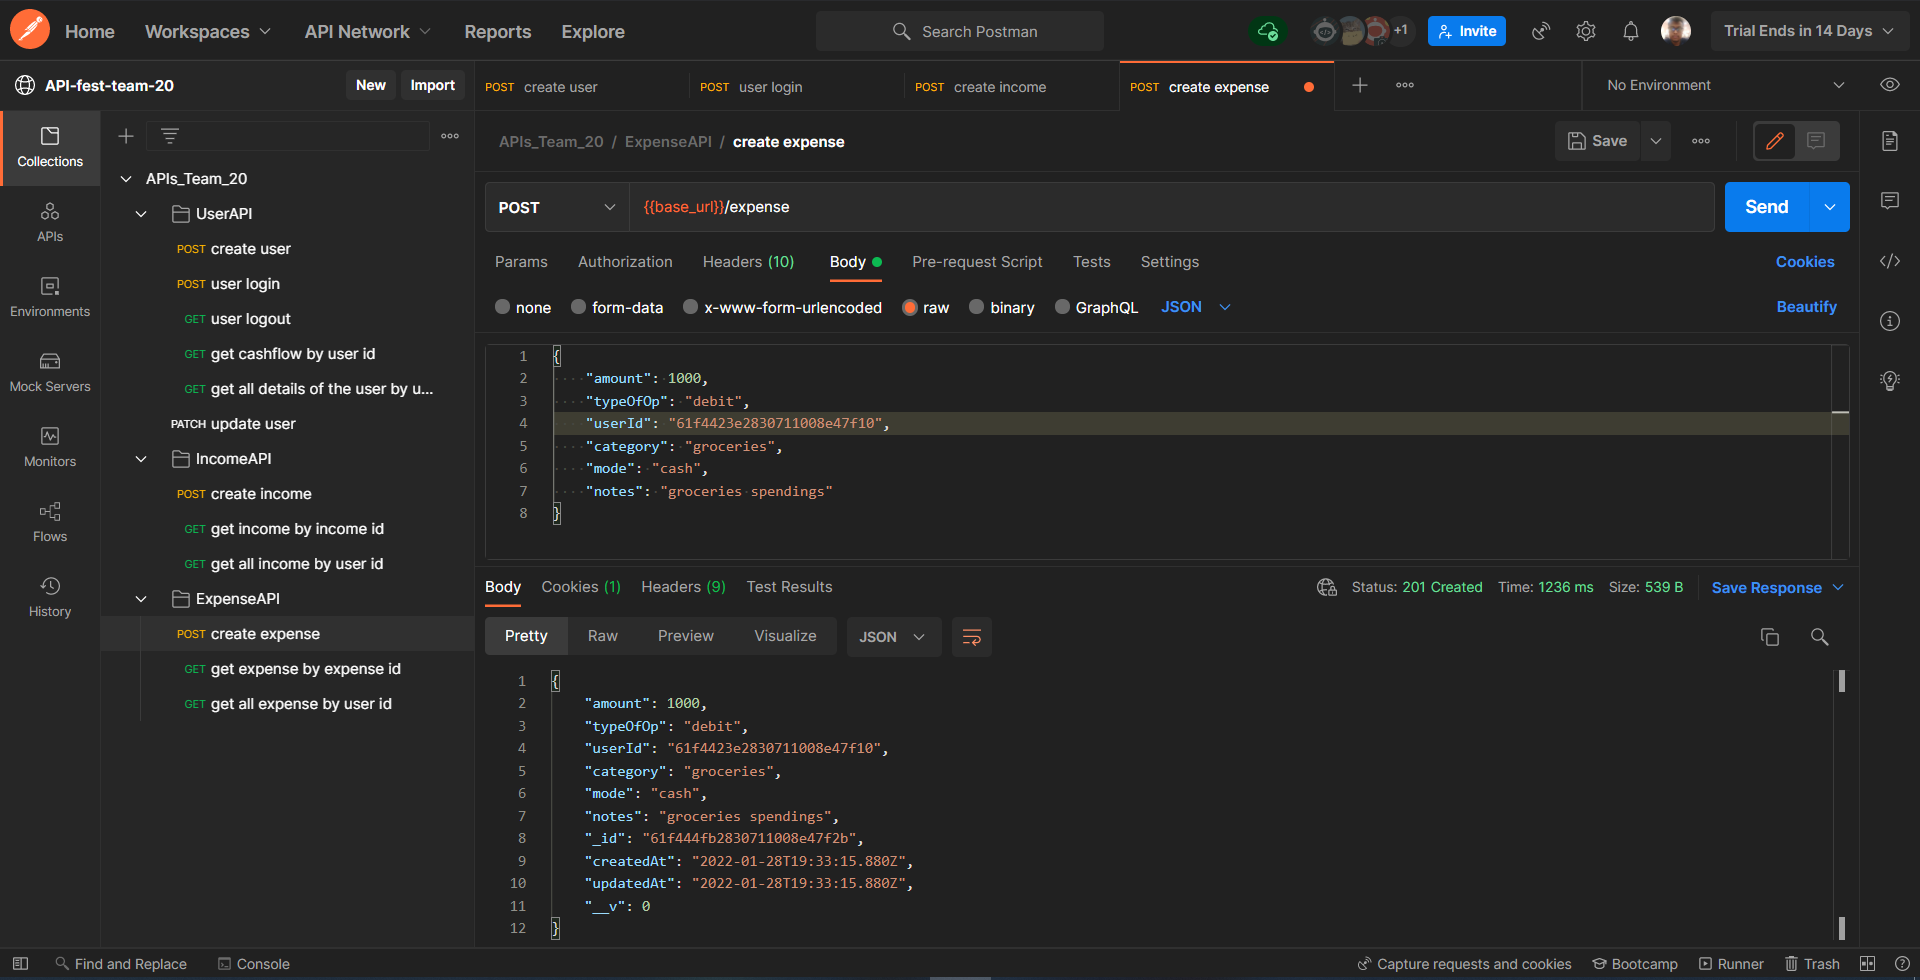 Home Workspaces API Network Reports Explore Search Postman +1 Invite Trial Ends in 14 Days
API-fest-team-20 New Import POST create user POST user login POST create income POST create expense No Environment
APIs_Team_20 / ExpenseAPI / create expense Save
Collections
APIs
Environments
Mock Servers
Monitors
Flows
History
APIs_Team_20
UserAPI
POST create user
POST user login
GET user logout
GET get cashflow by user id
GET get all details of the user by u...
PATCH update user
IncomeAPI
POST create income
GET get income by income id
GET get all income by user id
ExpenseAPI
POST create expense
GET get expense by expense id
GET get all expense by user id
POST {{base_url}}/expense Send
Params Authorization Headers (10) Body Pre-request Script Tests Settings Cookies
none form-data x-www-form-urlencoded raw binary GraphQL JSON Beautify
1 {
2 "amount": 1000,
3 "typeOfOp": "debit",
4 "userId": "61f4423e2830711008e47f10",
5 "category": "groceries",
6 "mode": "cash",
7 "notes": "groceries spendings"
8 }
Body Cookies (1) Headers (9) Test Results Status: 201 Created Time: 1236 ms Size: 539 B Save Response
Pretty Raw Preview Visualize JSON
1 {
2 "amount": 1000,
3 "typeOfOp": "debit",
4 "userId": "61f4423e2830711008e47f10",
5 "category": "groceries",
6 "mode": "cash",
7 "notes": "groceries spendings",
8 "_id": "61f444fb2830711008e47f2b",
9 "createdAt": "2022-01-28T19:33:15.880Z",
10 "updatedAt": "2022-01-28T19:33:15.880Z",
11 "__v": 0
12 }
Find and Replace Console Capture requests and cookies Bootcamp Runner Trash